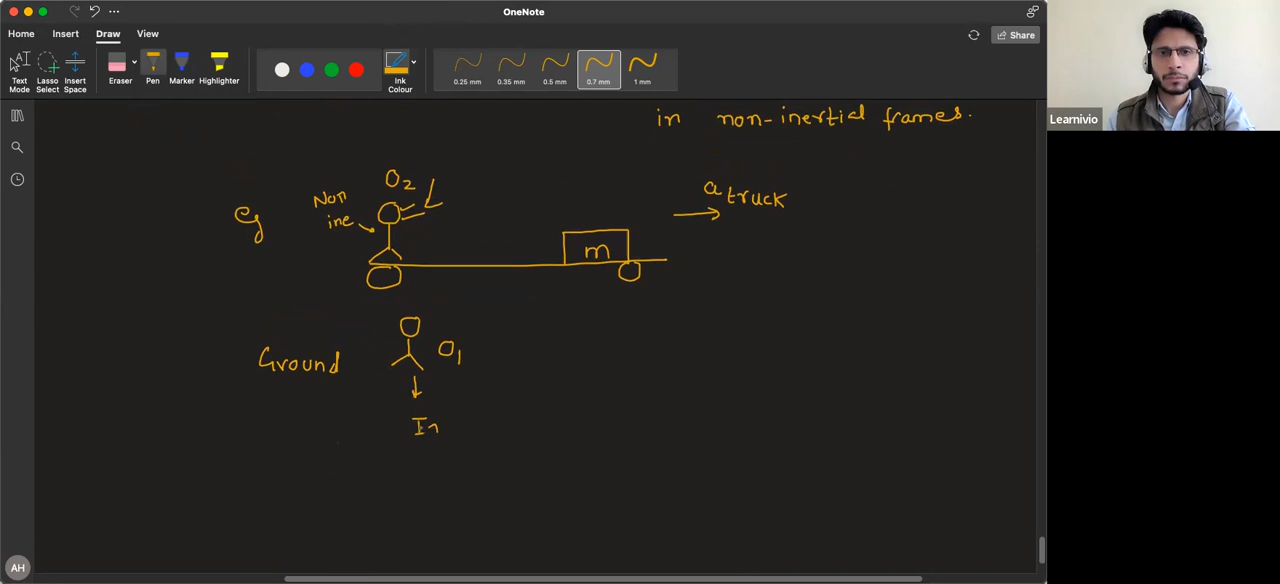 OneNote
Home Insert Draw View
Share
Text Mode
Lasso Select
Insert Space
Eraser
Pen
Marker
Highlighter
Ink Colour
0.25 mm
0.35 mm
0.5 mm
0.7 mm
1 mm
Learnivio
in non-inertial frames.
O2
Non
ine
a truck
eg
m
Ground
O1
In
AH